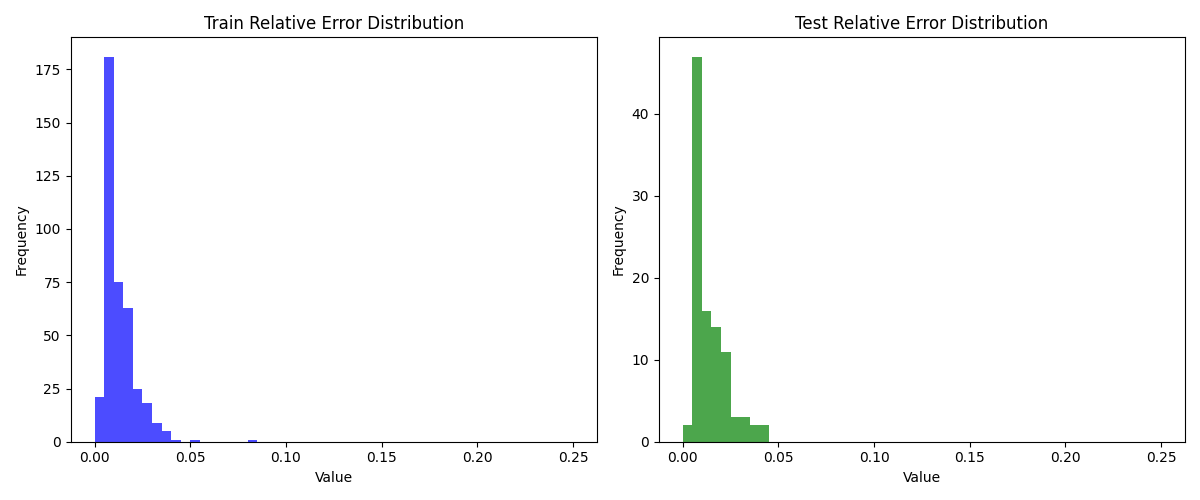 Train Relative Error Distribution
Frequency
175
150
125
100
75
50
25
0
0.00 0.05 0.10 0.15 0.20 0.25
Value
Test Relative Error Distribution
Frequency
40
30
20
10
0
0.00 0.05 0.10 0.15 0.20 0.25
Value